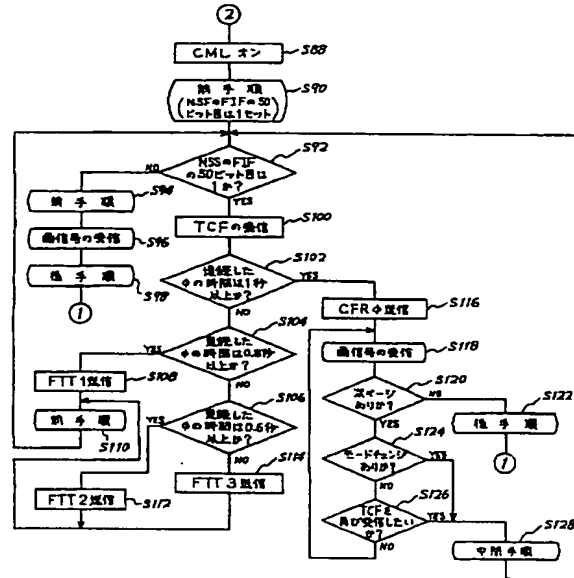 ②
CMLオン
S88
前手順
(NSFのFIFの50
ビット目は1セット)
S90
NSSのFIF
の50ビット目は
1か?
S92
NO
YES
前手順
S94
画信号の受信
S96
後手順
S98
①
TCFの受信
S100
連続した
φの時間は1秒
以上か?
S102
YES
NO
連続した
φの時間は0.8秒
以上か?
S104
YES
NO
FTT1送信
S108
前手順
S110
連続した
φの時間は0.6秒
以上か?
S106
YES
NO
FTT2送信
S112
FTT3送信
S114
CFRφ送信
S116
画信号の受信
S118
次ページ
ありか?
S120
NO
YES
後手順
S122
①
モードチェンジ
ありか?
S124
YES
NO
TCFを
再び受信したい
か?
S126
YES
NO
中間手順
S128